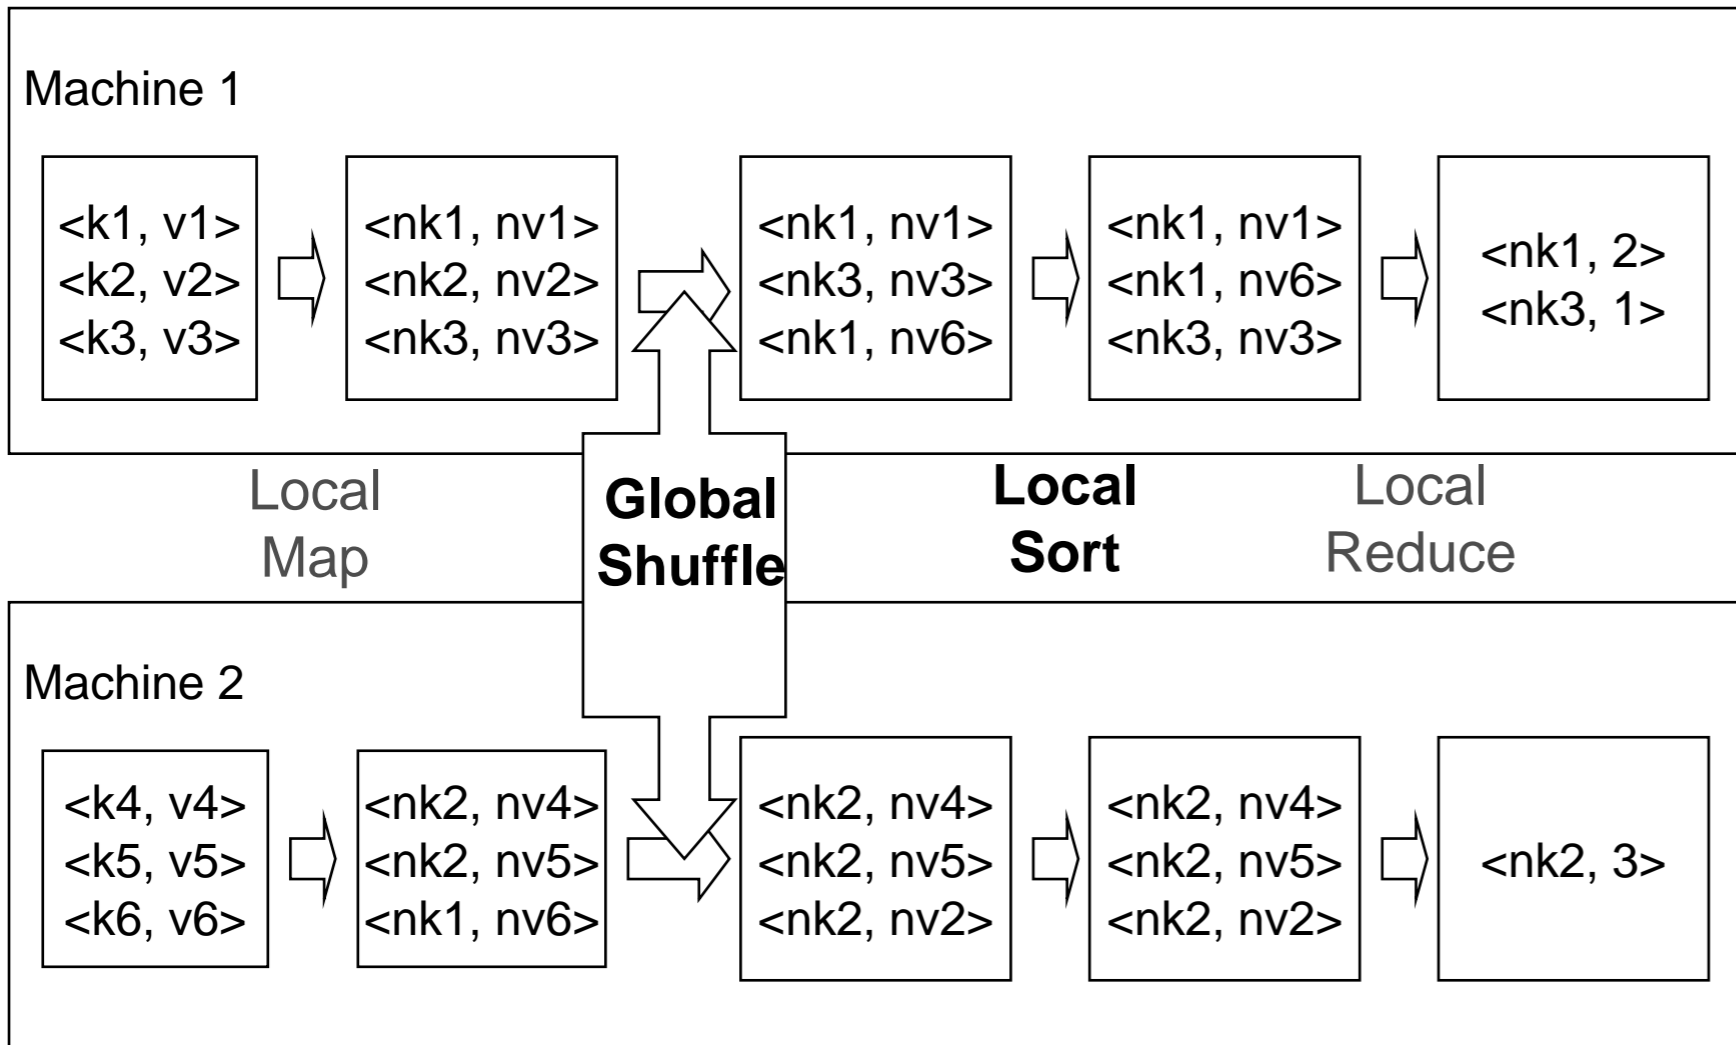 Machine 1
<k1, v1>
<k2, v2>
<k3, v3>
<nk1, nv1>
<nk2, nv2>
<nk3, nv3>
<nk1, nv1>
<nk3, nv3>
<nk1, nv6>
<nk1, nv1>
<nk1, nv6>
<nk3, nv3>
<nk1, 2>
<nk3, 1>
Local
Map
Global
Shuffle
Local
Sort
Local
Reduce
Machine 2
<k4, v4>
<k5, v5>
<k6, v6>
<nk2, nv4>
<nk2, nv5>
<nk1, nv6>
<nk2, nv4>
<nk2, nv5>
<nk2, nv2>
<nk2, nv4>
<nk2, nv5>
<nk2, nv2>
<nk2, 3>